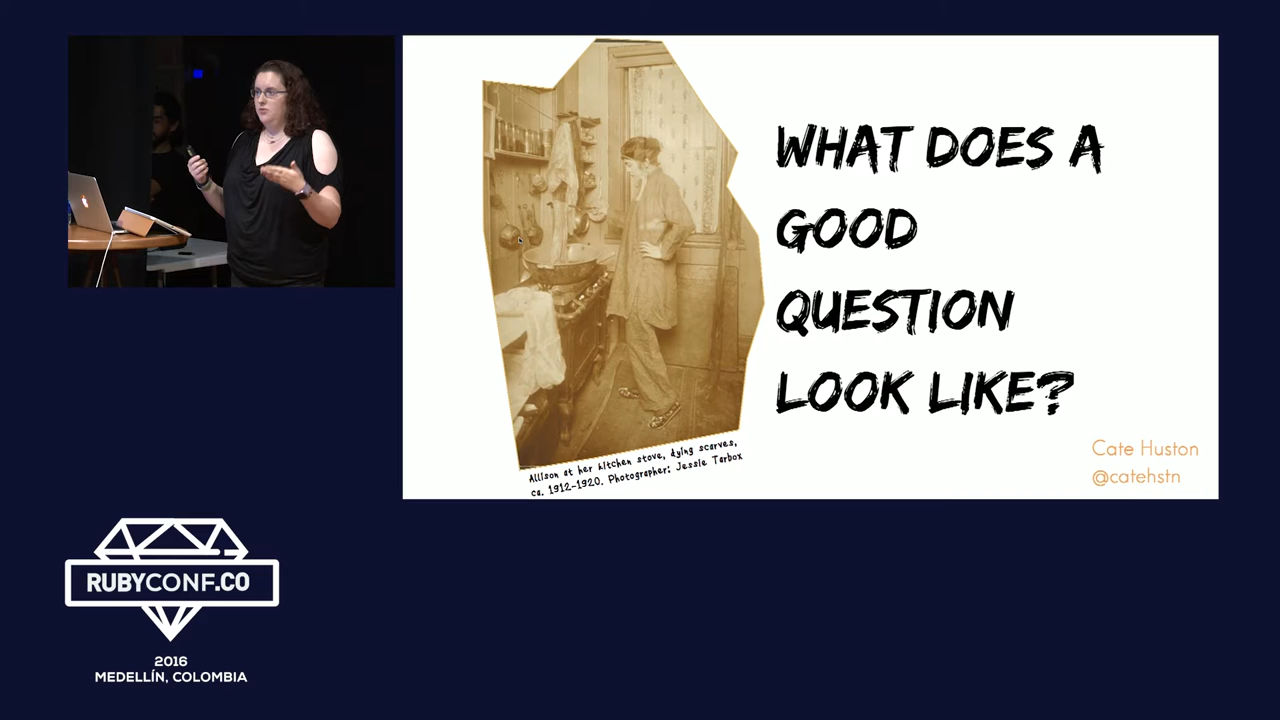 WHAT DOES A
GOOD
QUESTION
LOOK LIKE?
Allison at her kitchen stove, dying scarves,
ca. 1912-1920. Photographer: Jessie Tarbox
Cate Huston
@catehstn
RUBYCONF.CO
2016
MEDELLÍN, COLOMBIA